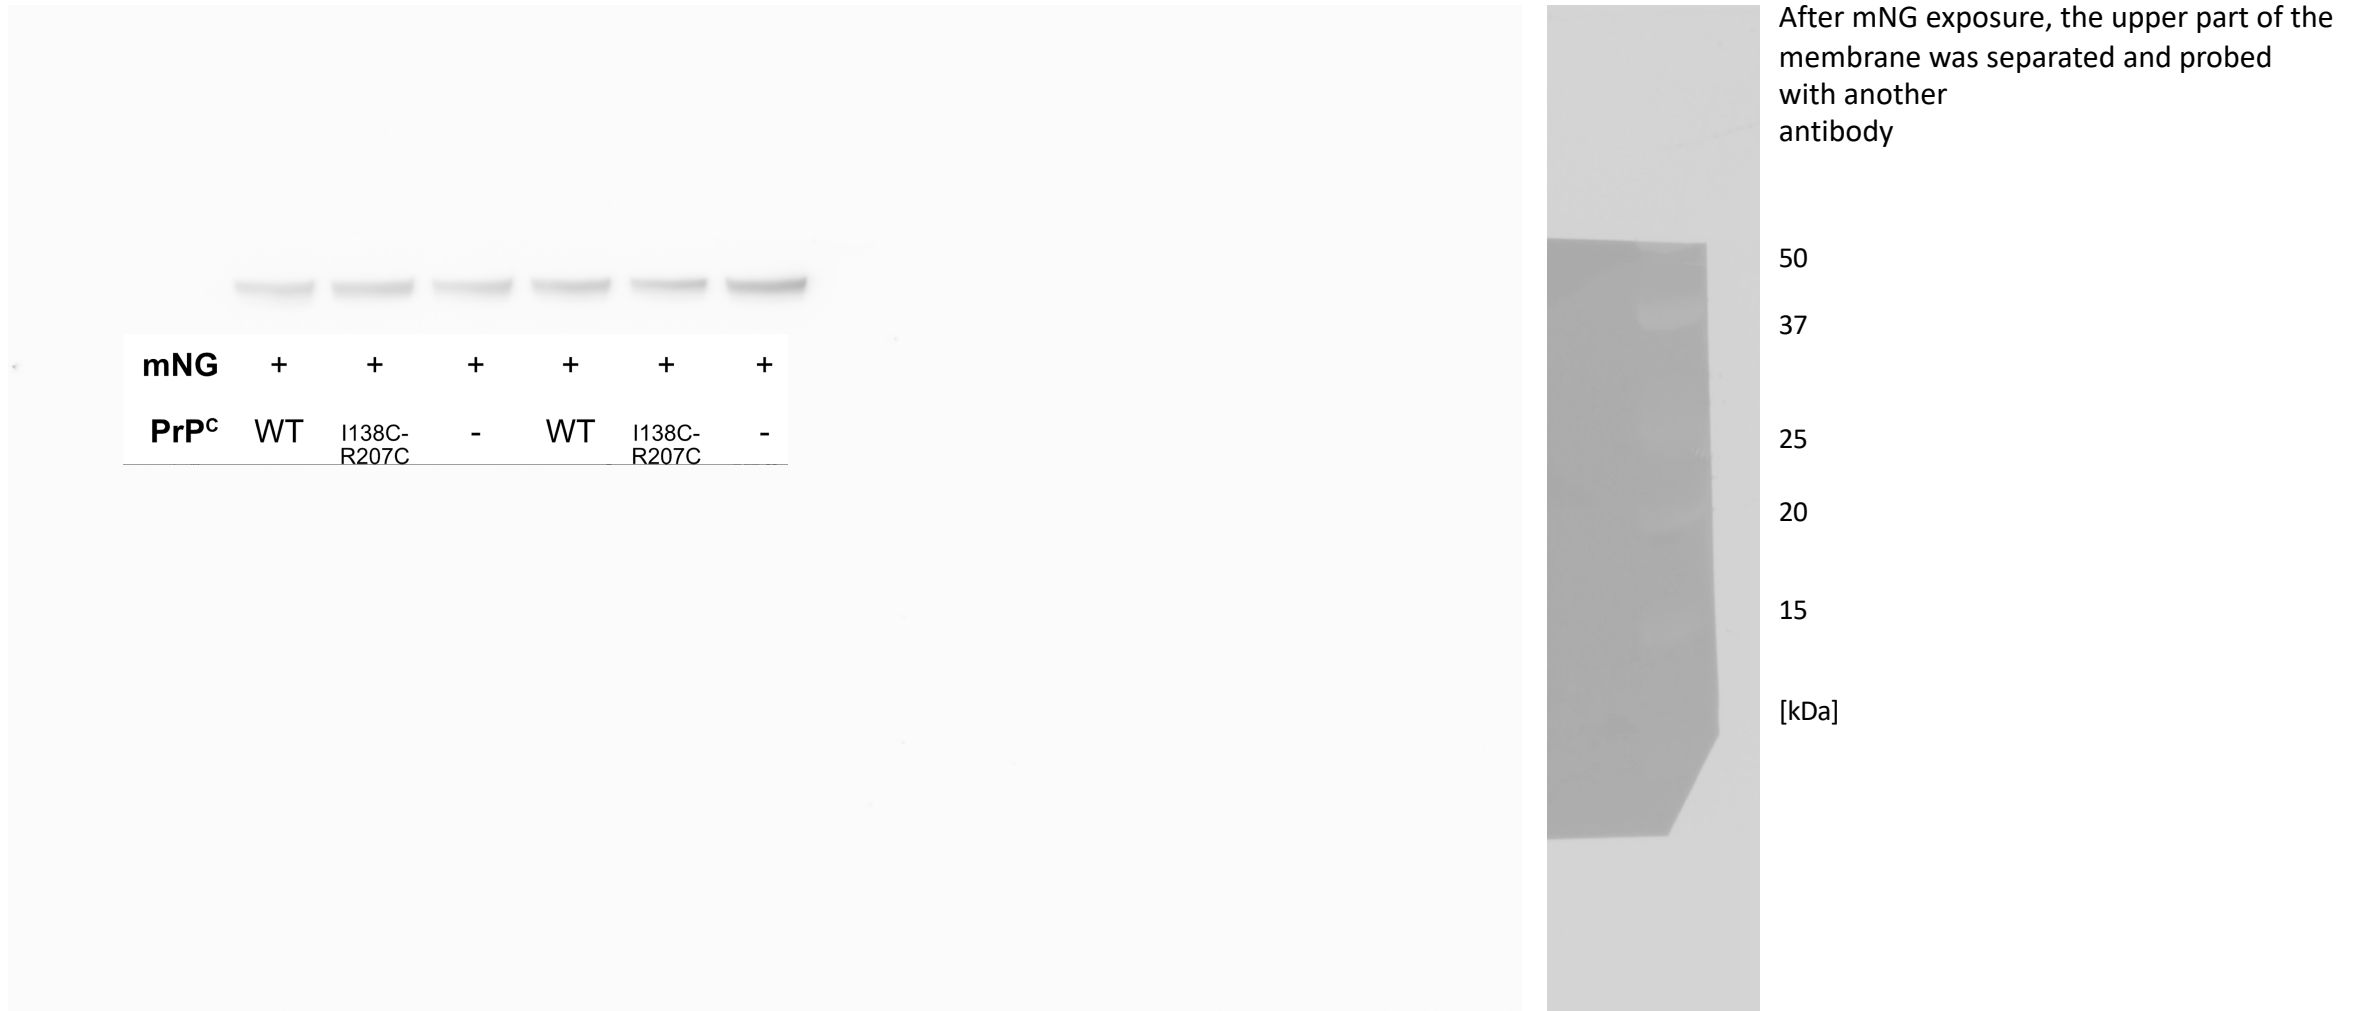 After mNG exposure, the upper part of the
membrane was separated and probed
with another
antibody
50
37
mNG + + + + + +
PrPC WT I138C-R207C - WT I138C-R207C -
25
20
15
[kDa]